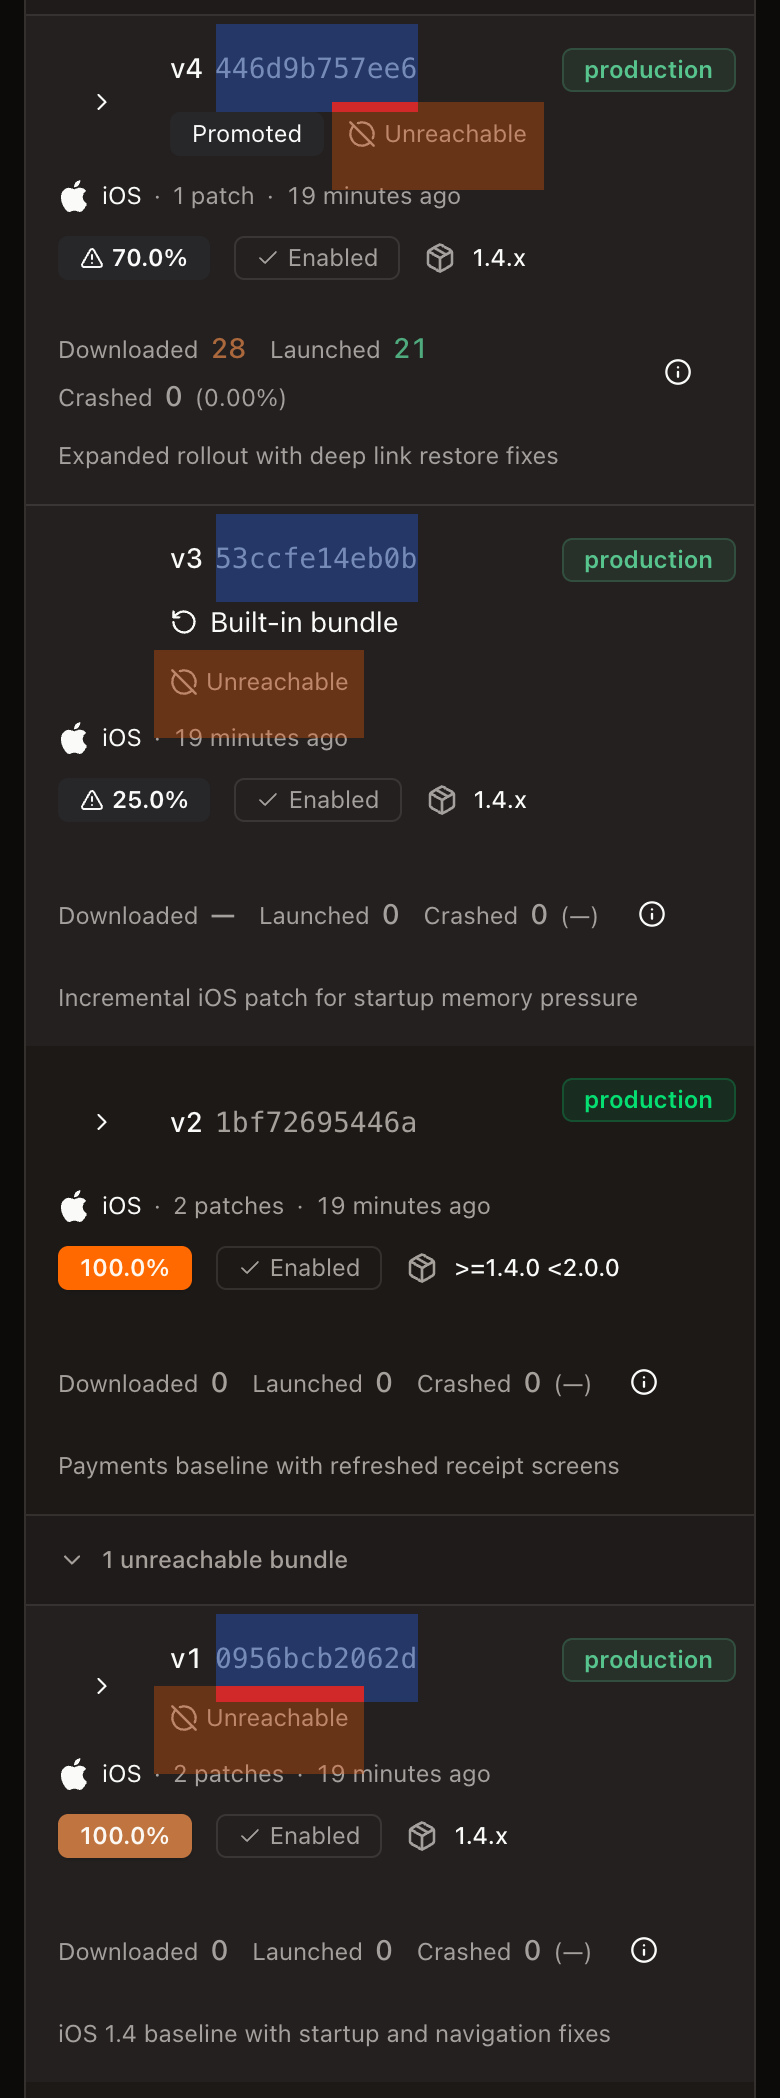 v4 446d9b757ee6 production
Promoted Unreachable
iOS · 1 patch · 19 minutes ago
70.0% Enabled 1.4.x
Downloaded 28 Launched 21
Crashed 0 (0.00%)
Expanded rollout with deep link restore fixes
v3 53ccfe14eb0b production
Built-in bundle
Unreachable
iOS · 19 minutes ago
25.0% Enabled 1.4.x
Downloaded — Launched 0 Crashed 0 (—)
Incremental iOS patch for startup memory pressure
production
v2 1bf72695446a
iOS · 2 patches · 19 minutes ago
100.0% Enabled >=1.4.0 <2.0.0
Downloaded 0 Launched 0 Crashed 0 (—)
Payments baseline with refreshed receipt screens
1 unreachable bundle
v1 0956bcb2062d production
Unreachable
iOS · 2 patches · 19 minutes ago
100.0% Enabled 1.4.x
Downloaded 0 Launched 0 Crashed 0 (—)
iOS 1.4 baseline with startup and navigation fixes